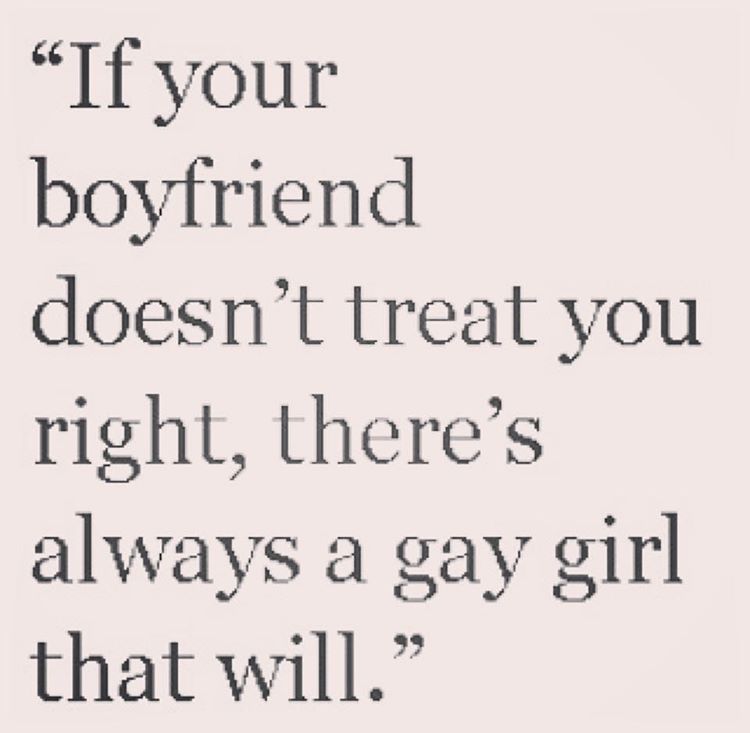 “If your
boyfriend
doesn’t treat you
right, there’s
always a gay girl
that will.”